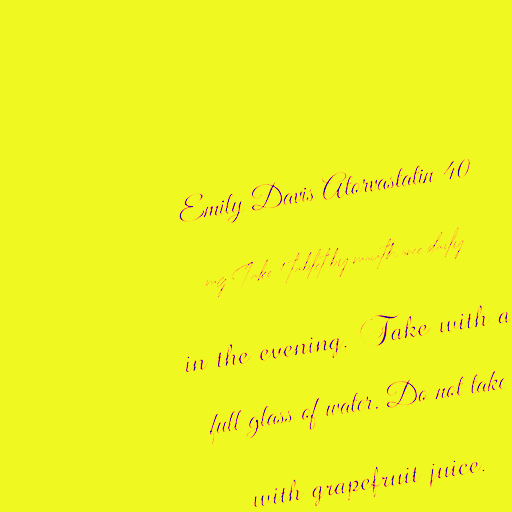 Emily Davis Atorvastatin 40
mg Take 1 tablet by mouth once daily
in the evening. Take with a
full glass of water. Do not take
with grapefruit juice.